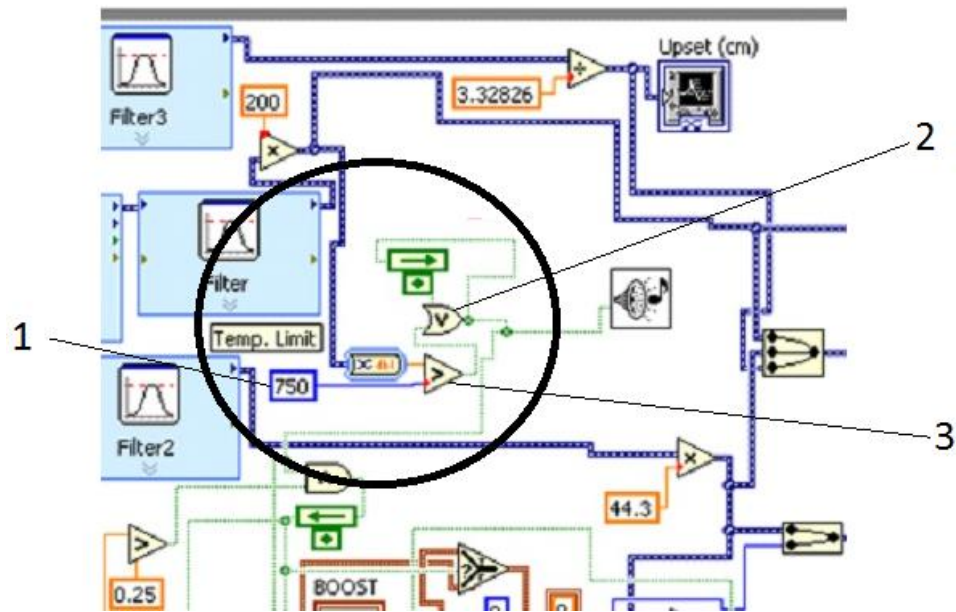 Upset (cm)
3.32826
Filter3
200
2
Filter
Temp. Limit
1
750
3
Filter2
44.3
0.25
BOOST